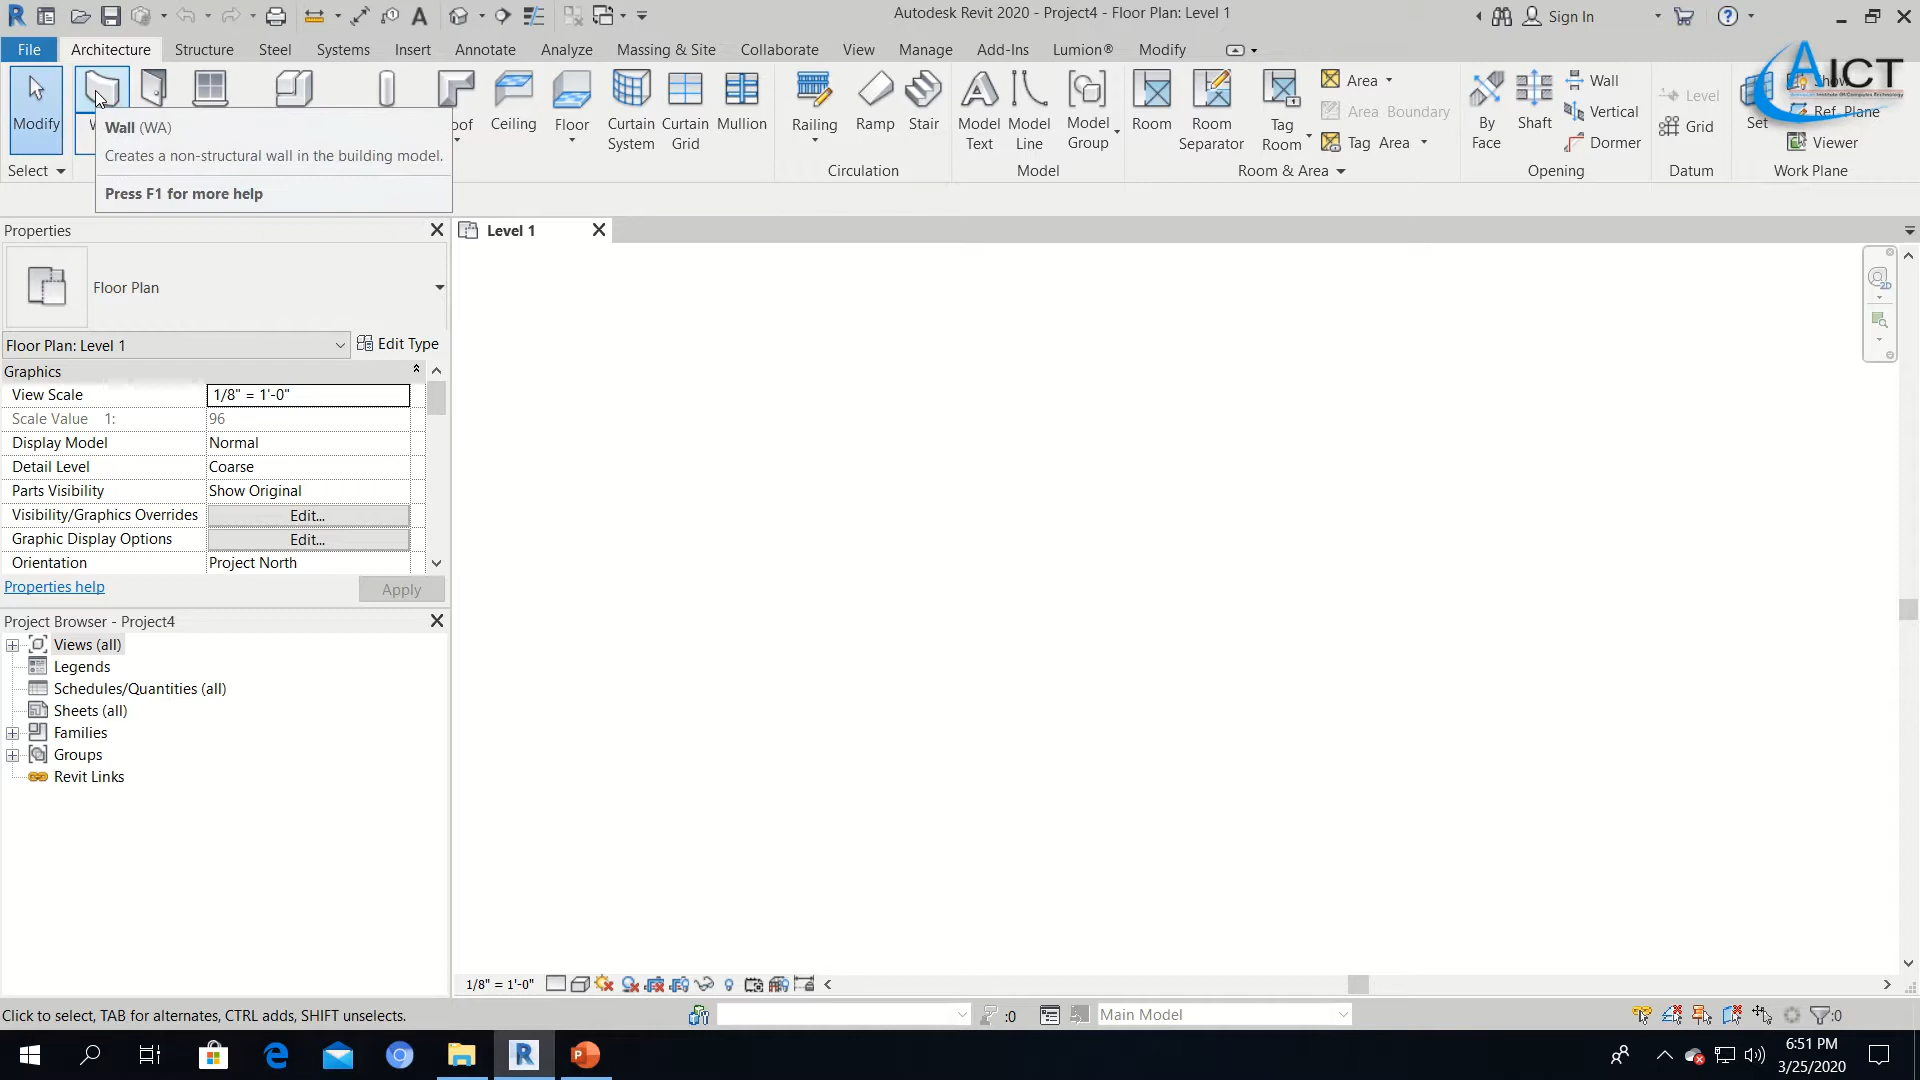 Autodesk Revit 2020 - Project4 - Floor Plan: Level 1
Sign In
File
Architecture
Structure
Steel
Systems
Insert
Annotate
Analyze
Massing & Site
Collaborate
View
Manage
Add-Ins
Lumion®
Modify
Modify
Wall (WA)
Creates a non-structural wall in the building model.
Press F1 for more help
Ceiling
Floor
Curtain System
Curtain Grid
Mullion
Railing
Ramp
Stair
Model Text
Model Line
Model Group
Room
Room Separator
Tag Room
Area
Area Boundary
Tag Area
By Face
Shaft
Wall
Vertical
Dormer
Level
Grid
Set
Show
Ref Plane
Viewer
AICT
Select
Circulation
Model
Room & Area
Opening
Datum
Work Plane
Properties
Level 1
Floor Plan
Floor Plan: Level 1
Edit Type
Graphics
View Scale
1/8" = 1'-0"
Scale Value 1:
96
Display Model
Normal
Detail Level
Coarse
Parts Visibility
Show Original
Visibility/Graphics Overrides
Edit...
Graphic Display Options
Edit...
Orientation
Project North
Properties help
Apply
Project Browser - Project4
Views (all)
Legends
Schedules/Quantities (all)
Sheets (all)
Families
Groups
Revit Links
1/8" = 1'-0"
Click to select, TAB for alternates, CTRL adds, SHIFT unselects.
:0
Main Model
:0
6:51 PM
3/25/2020